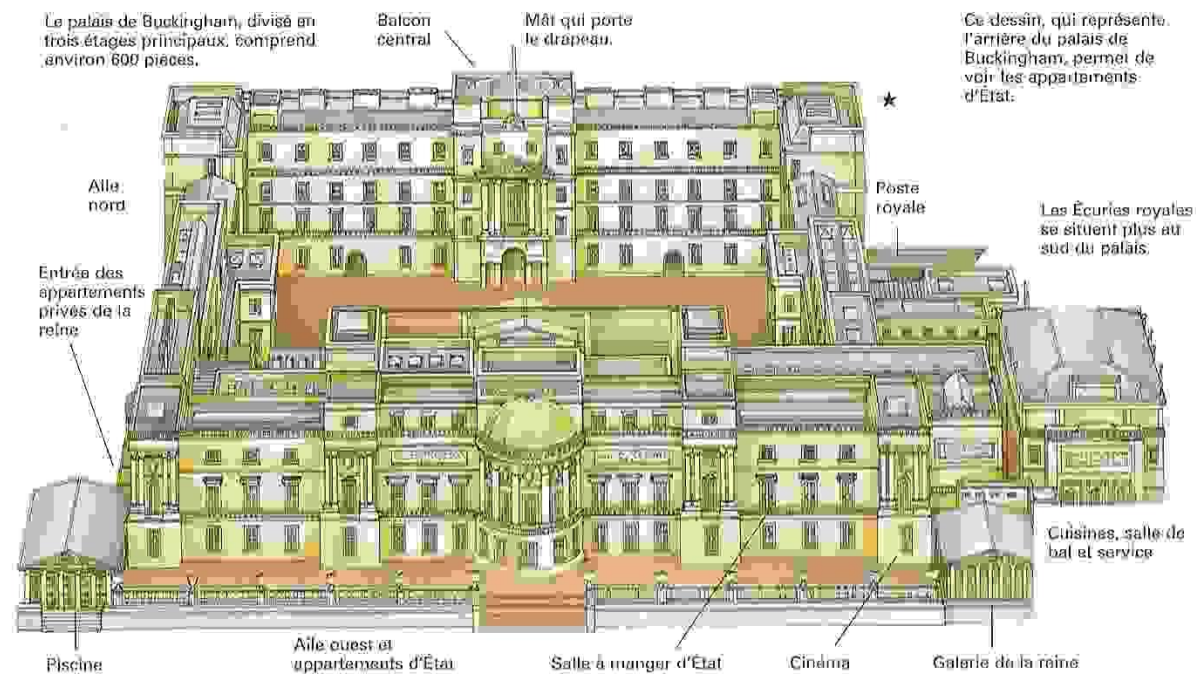 Le palais de Buckingham, divisé en
trois étages principaux, comprend
environ 600 pièces.
Balcon
central
Mât qui porte
le drapeau.
Ce dessin, qui représente
l'arrière du palais de
Buckingham, permet de
voir les appartements
d'État.
Aile
nord
Poste
royale
Les Écuries royales
se situent plus au
sud du palais.
Entrée des
appartements
privés de la
reine
Cuisines, salle de
bal et service
Piscine
Aile ouest et
appartements d'État
Salle à manger d'État
Cinéma
Galerie de la reine